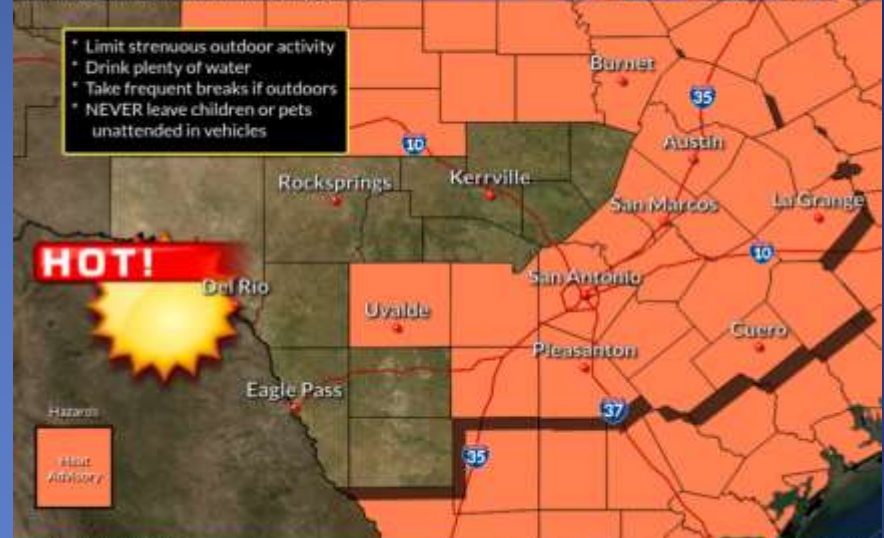 * Limit strenuous outdoor activity
* Drink plenty of water
* Take frequent breaks if outdoors
* NEVER leave children or pets
unattended in vehicles
Burnet
35
10
Austin
Rocksprings
Kerrville
San Marcos
La Grange
HOT!
10
Del Rio
San Antonio
Uvalde
Cuero
Pleasanton
Eagle Pass
Hazards
37
Heat
Advisory
35